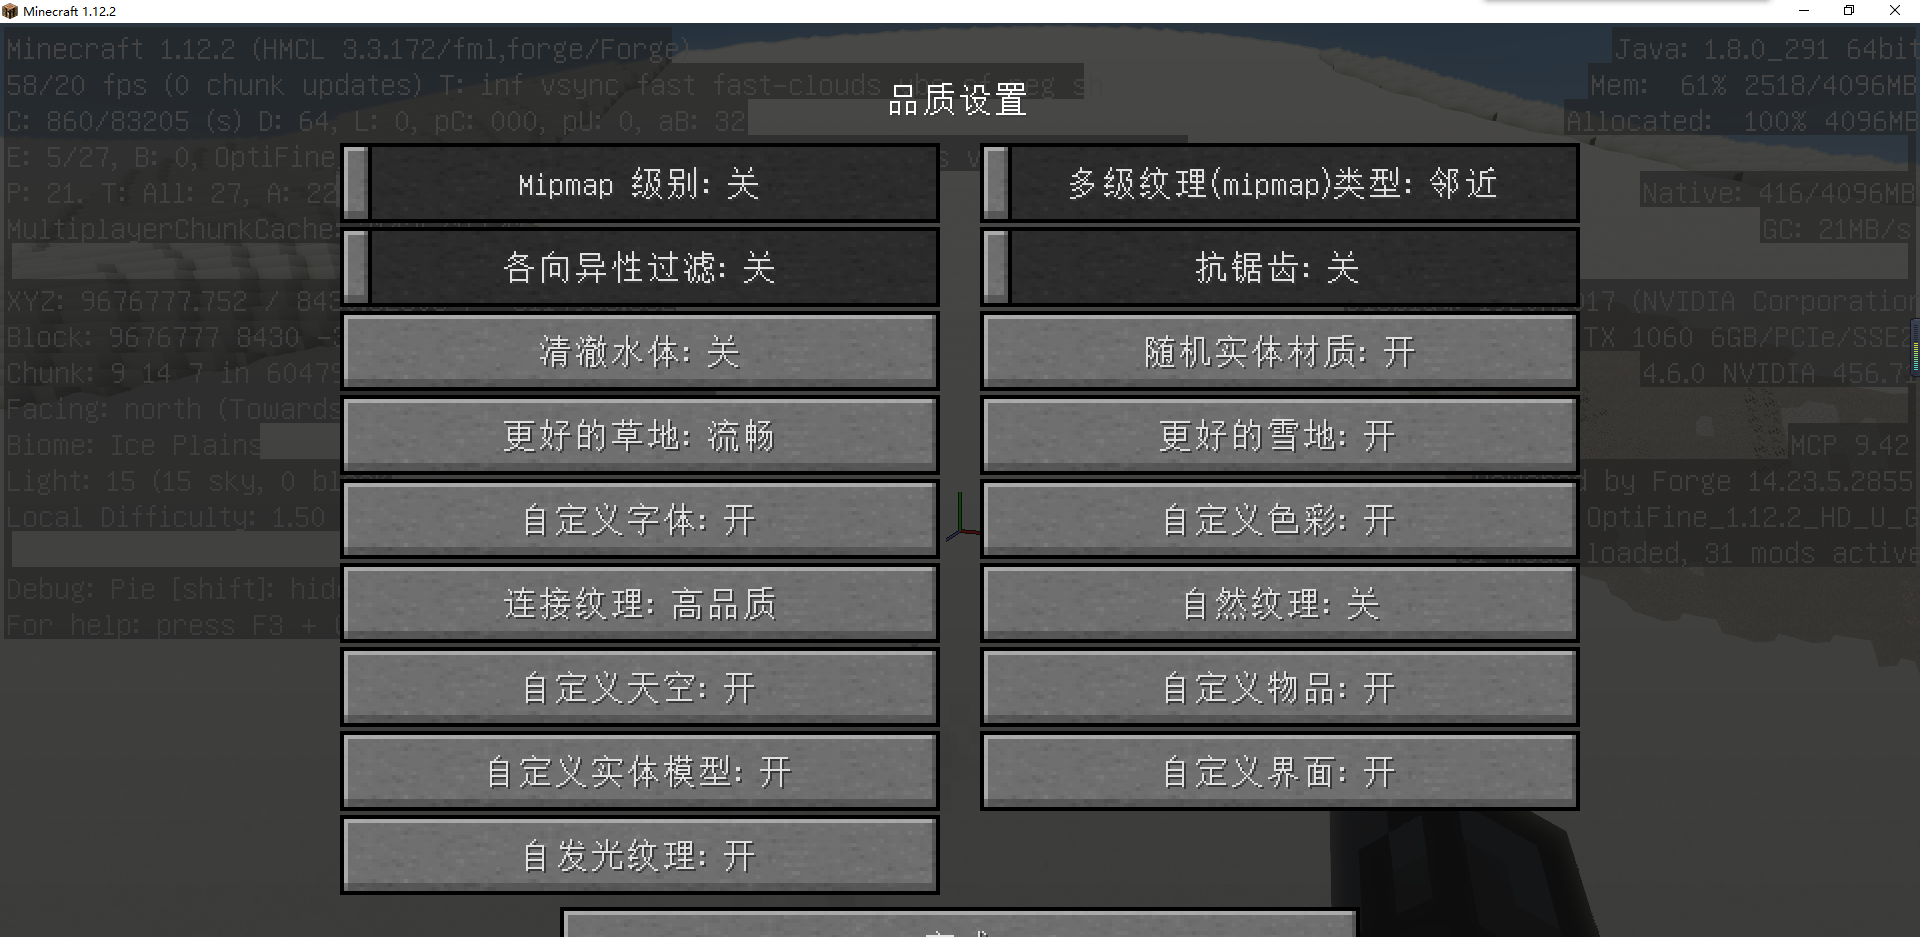 Minecraft 1.12.2
Minecraft 1.12.2 (HMCL 3.3.172/fml,forge/Forge)
Java: 1.8.0_291 64bit
58/20 fps (0 chunk updates) T: inf vsync fast fast-clouds vbo
Mem: 61% 2518/4096MB
品质设置
C: 860/83205 (s) D: 64, L: 0, pC: 000, pU: 0, aB: 32
Allocated: 100% 4096MB
E: 5/27, B: 0, OptiFine
P: 21. T: All: 27, A: 22
Native: 416/4096MB
Mipmap 级别: 关
多级纹理(mipmap)类型: 邻近
MultiplayerChunkCache:
GC: 21MB/s
各向异性过滤: 关
抗锯齿: 关
XYZ: 9676777.752 /
(NVIDIA Corporation
Block: 9676777 8430
1060 6GB/PCIe/SSE2
清澈水体: 关
随机实体材质: 开
Chunk: 9 14 7 in
4.6.0 NVIDIA 456.71
Facing: north (Towards
更好的草地: 流畅
更好的雪地: 开
Biome: Ice Plains
MCP 9.42
Light: 15 (15 sky, 0
by Forge 14.23.5.2855
Local Difficulty: 1.50
OptiFine_1.12.2_HD_U_G
自定义字体: 开
自定义色彩: 开
loaded, 31 mods active
Debug: Pie [shift]:
连接纹理: 高品质
自然纹理: 关
For help: press F3 +
自定义天空: 开
自定义物品: 开
自定义实体模型: 开
自定义界面: 开
自发光纹理: 开